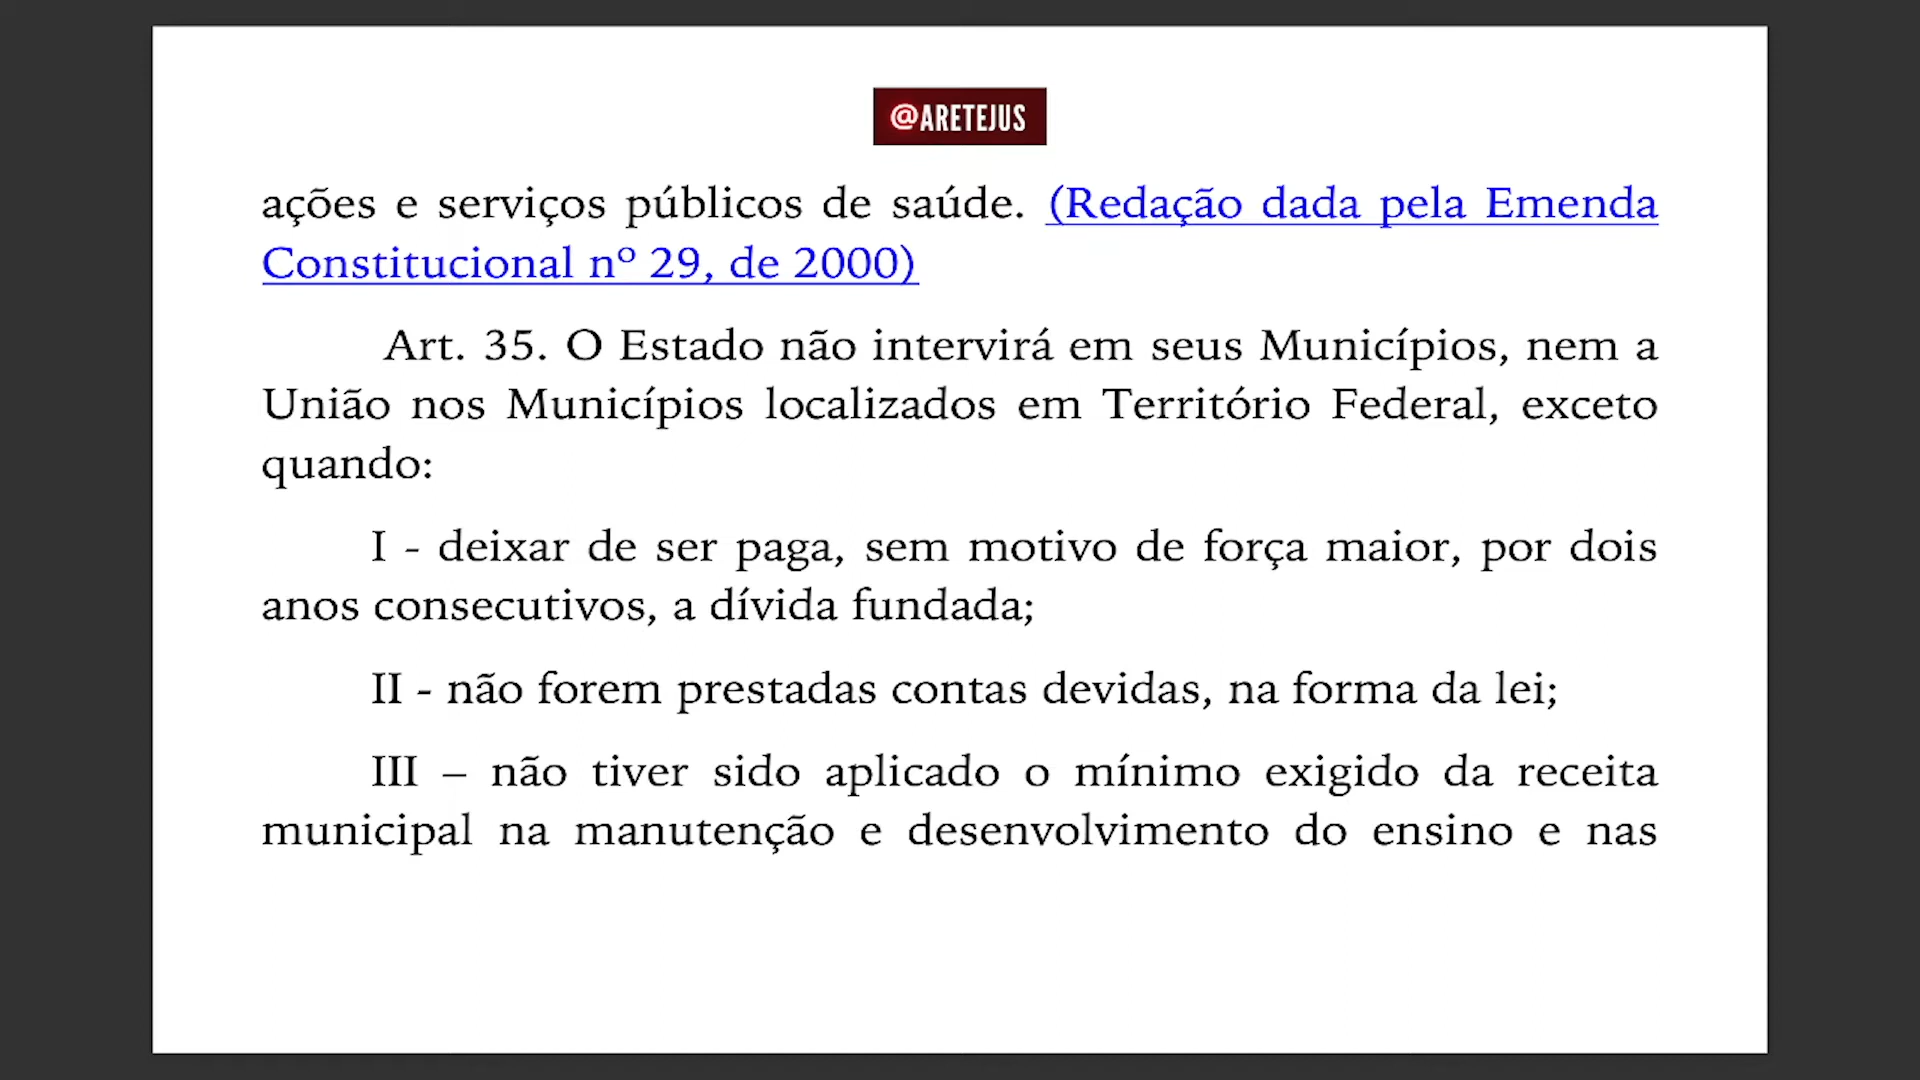 @ARETEJUS
ações e serviços públicos de saúde. (Redação dada pela Emenda
Constitucional nº 29, de 2000)
Art. 35. O Estado não intervirá em seus Municípios, nem a
União nos Municípios localizados em Território Federal, exceto
quando:
I - deixar de ser paga, sem motivo de força maior, por dois
anos consecutivos, a dívida fundada;
II - não forem prestadas contas devidas, na forma da lei;
III – não tiver sido aplicado o mínimo exigido da receita
municipal na manutenção e desenvolvimento do ensino e nas